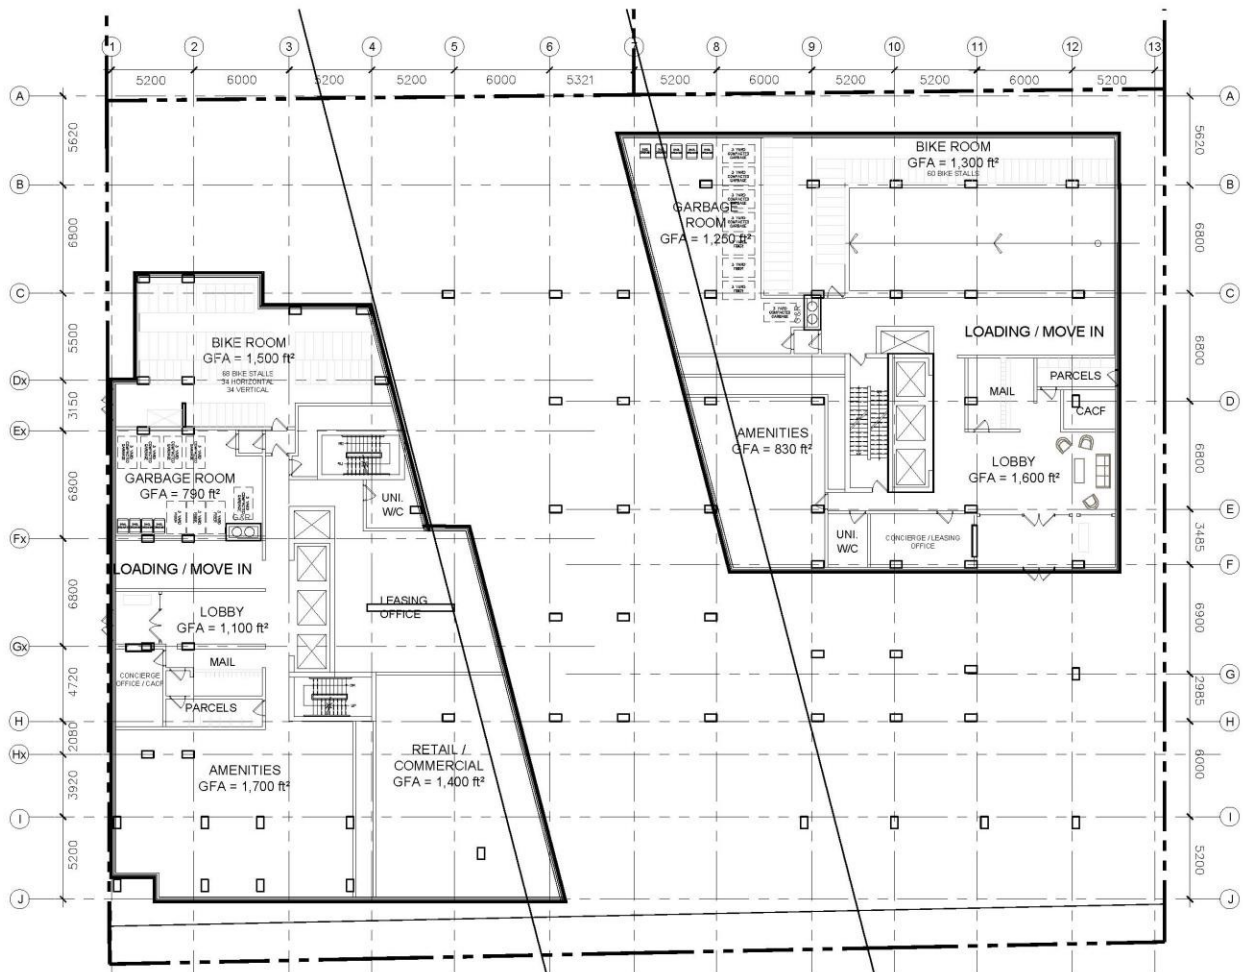 1 2 3 4 5 6 7 8 9 10 11 12 13
5200 6000 5200 5200 6000 5321 5200 6000 5200 5200 6000 5200
A
A
5620
5620
BIKE ROOM
GFA = 1,300 ft²
60 BIKE STALLS
B
B
GARBAGE
ROOM
GFA = 1,250 ft²
6800
6800
C
C
LOADING / MOVE IN
5500
6800
BIKE ROOM
GFA = 1,500 ft²
68 BIKE STALLS
34 HORIZONTAL
34 VERTICAL
MAIL
PARCELS
CACF
Dx
D
3150
AMENITIES
GFA = 830 ft²
Ex
6800
LOBBY
GFA = 1,600 ft²
GARBAGE ROOM
GFA = 790 ft²
6800
UNI.
W/C
E
UNI.
W/C
CONCIERGE / LEASING
OFFICE
3485
Fx
F
LOADING / MOVE IN
6800
6900
LEASING
OFFICE
LOBBY
GFA = 1,100 ft²
Gx
MAIL
G
CONCIERGE
OFFICE / CACF
4720
2985
PARCELS
H
H
2080
Hx
RETAIL /
COMMERCIAL
GFA = 1,400 ft²
6000
AMENITIES
GFA = 1,700 ft²
3920
I
I
5200
5200
J
J